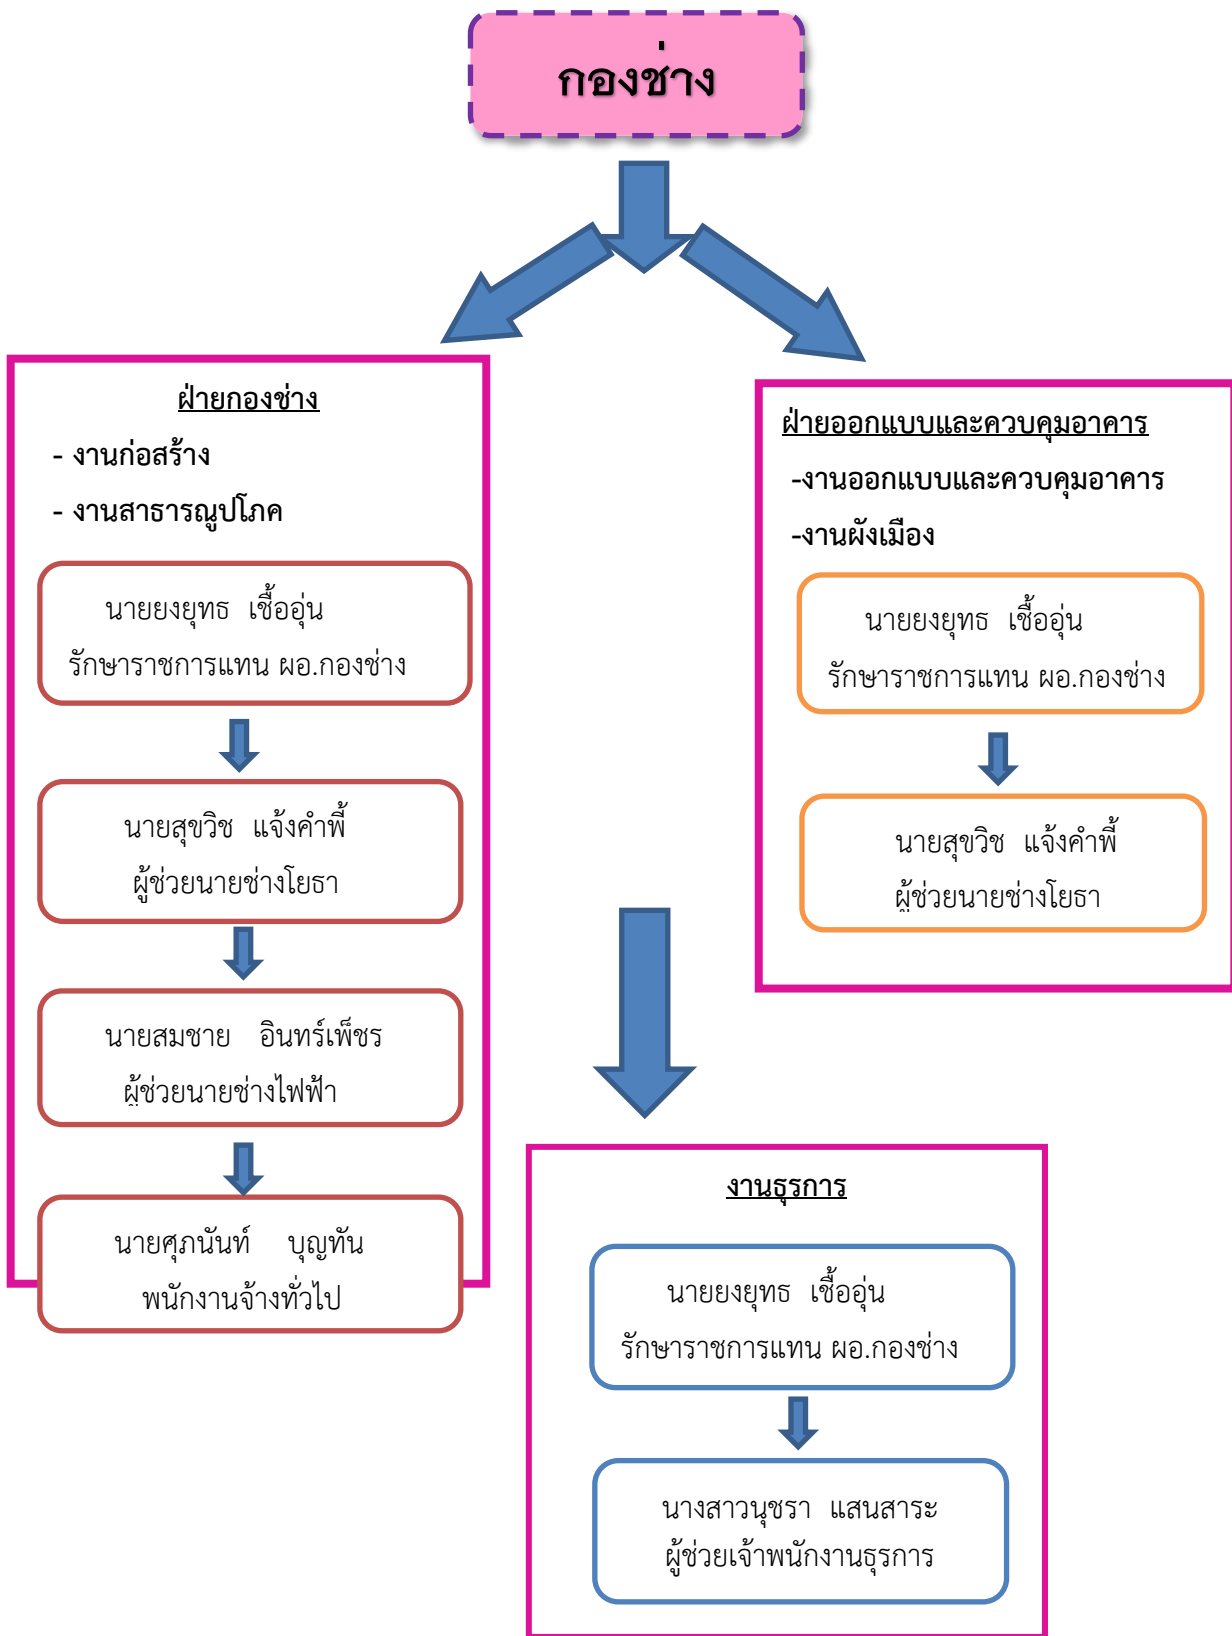 กองช่าง
ฝ่ายกองช่าง
- งานก่อสร้าง
- งานสาธารณูปโภค
นายยงยุทธ เชื้ออุ่น
รักษาราชการแทน ผอ.กองช่าง
นายสุขวิช แจ้งคำพี้
ผู้ช่วยนายช่างโยธา
นายสมชาย อินทร์เพ็ชร
ผู้ช่วยนายช่างไฟฟ้า
นายศุภนันท์ บุญทัน
พนักงานจ้างทั่วไป
ฝ่ายออกแบบและควบคุมอาคาร
-งานออกแบบและควบคุมอาคาร
-งานผังเมือง
นายยงยุทธ เชื้ออุ่น
รักษาราชการแทน ผอ.กองช่าง
นายสุขวิช แจ้งคำพี้
ผู้ช่วยนายช่างโยธา
งานธุรการ
นายยงยุทธ เชื้ออุ่น
รักษาราชการแทน ผอ.กองช่าง
นางสาวนุชรา แสนสาระ
ผู้ช่วยเจ้าพนักงานธุรการ